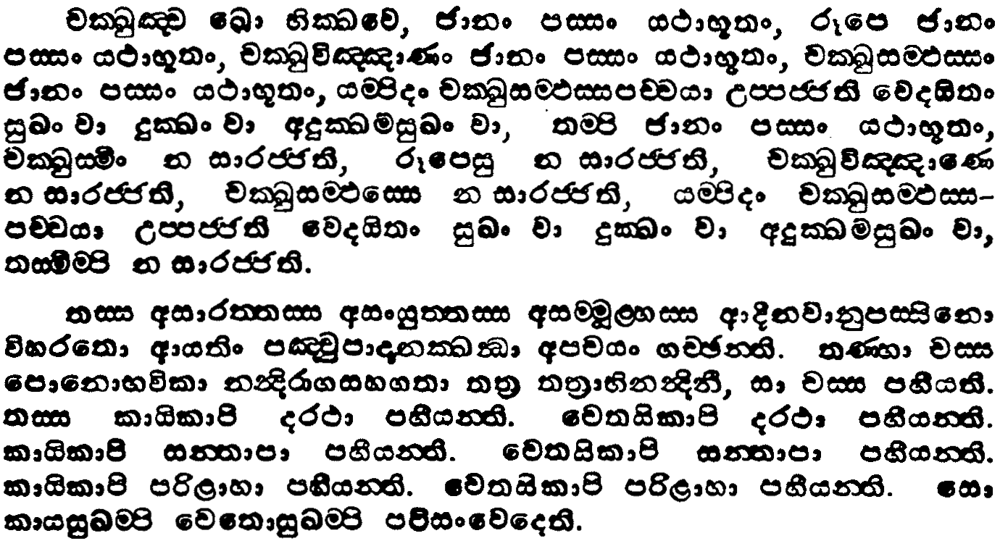 චක්ඛුඤ්ච ඛො භික්ඛවෙ, ජානං පස්සං යථාභූතං, රූපෙ ජානං
පස්සං යථාභූතං, චක්ඛුවිඤ්ඤාණං ජානං පස්සං යථාභූතං, චක්ඛුසම්ඵස්සං
ජානං පස්සං යථාභූතං, යම්පිදං චක්ඛුසම්ඵස්සපච්චයා උප්පජ්ජති වෙදයිතං
සුඛං වා දුක්ඛං වා අදුක්ඛමසුඛං වා, තම්පි ජානං පස්සං යථාභූතං,
චක්ඛුස්මිං න සාරජ්ජති, රූපෙසු න සාරජ්ජති, චක්ඛුවිඤ්ඤාණෙ
න සාරජ්ජති, චක්ඛුසම්ඵස්සෙ න සාරජ්ජති, යම්පිදං චක්ඛුසම්ඵස්ස-
පච්චයා උප්පජ්ජති වෙදයිතං සුඛං වා දුක්ඛං වා අදුක්ඛමසුඛං වා,
තස්මිම්පි න සාරජ්ජති.
තස්ස අසාරත්තස්ස අසංයුත්තස්ස අසම්මූළ්හස්ස ආදීනවානුපස්සිනො
විහරතො ආයතිං පඤ්චුපාදානක්ඛන්ධා අපචයං ගච්ඡන්ති. තණ්හා චස්ස
පොනොභවිකා නන්දිරාගසහගතා තත්‍ර තත්‍රාභිනන්දිනී, සා චස්ස පහීයති.
තස්ස කායිකාපි දරථා පහීයන්ති. චෙතසිකාපි දරථා පහීයන්ති.
කායිකාපි සන්තාපා පහීයන්ති. චෙතසිකාපි සන්තාපා පහීයන්ති.
කායිකාපි පරිළාහා පහීයන්ති. චෙතසිකාපි පරිළාහා පහීයන්ති. සො
කායසුඛම්පි චෙතොසුඛම්පි පටිසංවෙදෙති.